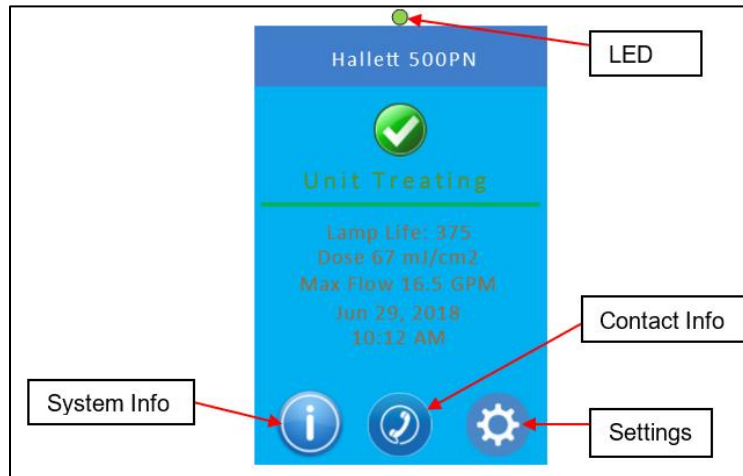 LED
Hallett 500PN
Unit Treating
Lamp Life: 375
Dose 67 mJ/cm2
Max Flow 16.5 GPM
Jun 29, 2018
10:12 AM
Contact Info
System Info
Settings